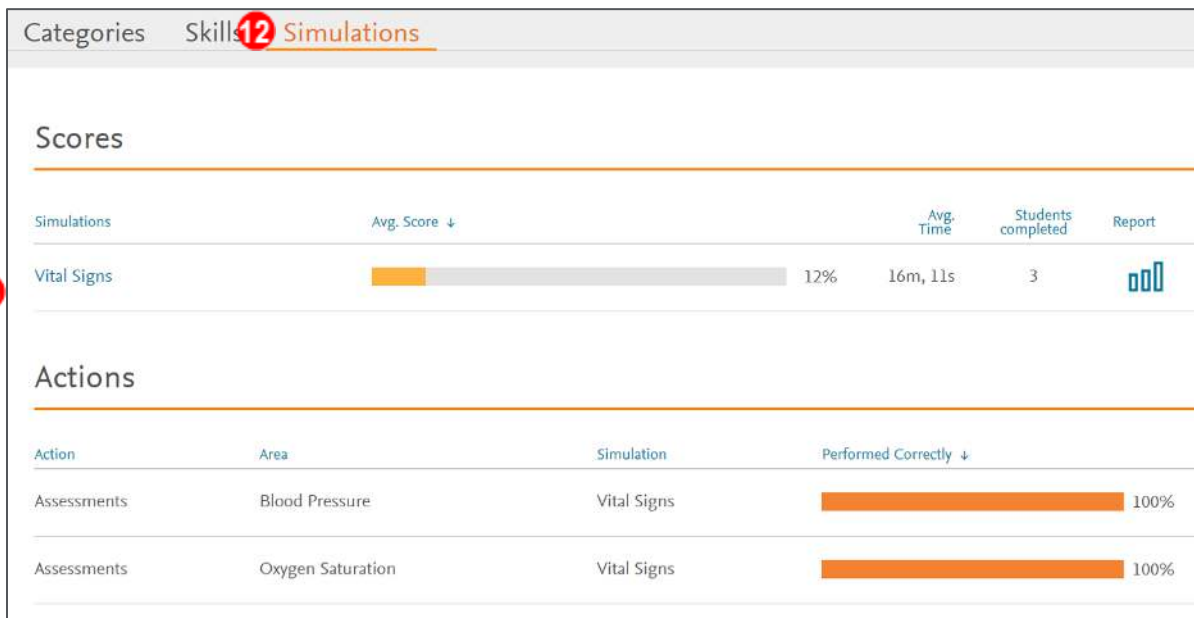 Categories Skills 12 Simulations
Scores
Simulations Avg. Score ↓ Avg. Time Students completed Report
Vital Signs 12% 16m, 11s 3
Actions
Action Area Simulation Performed Correctly ↓
Assessments Blood Pressure Vital Signs 100%
Assessments Oxygen Saturation Vital Signs 100%